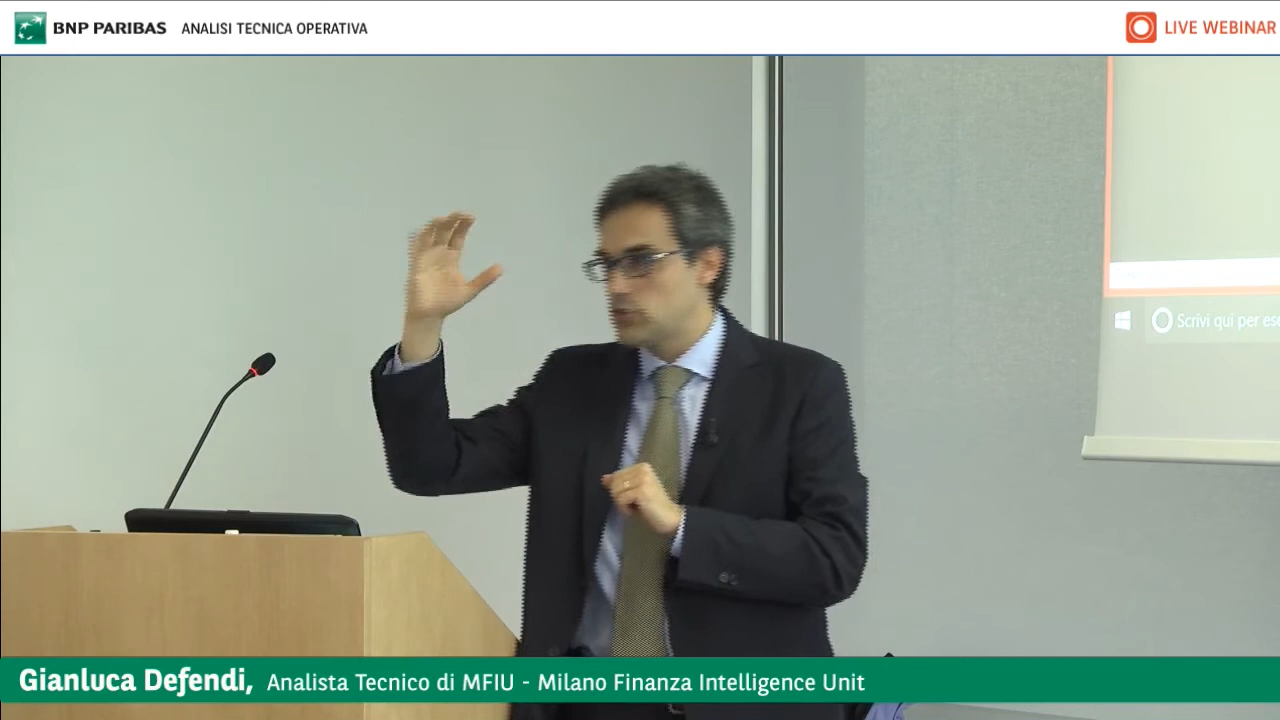 BNP PARIBAS ANALISI TECNICA OPERATIVA
LIVE WEBINAR
Scrivi qui per
Gianluca Defendi, Analista Tecnico di MFIU - Milano Finanza Intelligence Unit